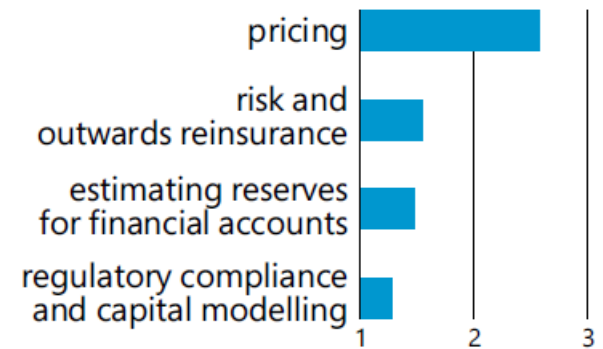 pricing
risk and
outwards reinsurance
estimating reserves
for financial accounts
regulatory compliance
and capital modelling
1 2 3